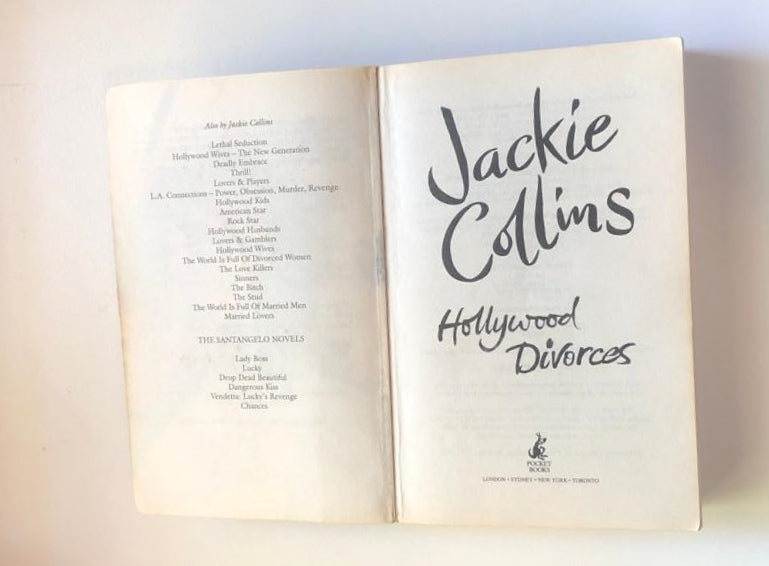 Also by Jackie Collins
Lethal Seduction
Hollywood Wives – The New Generation
Deadly Embrace
Thrill!
Lovers & Players
L.A. Connections – Power, Obsession, Murder, Revenge
Hollywood Kids
American Star
Rock Star
Hollywood Husbands
Lovers & Gamblers
Hollywood Wives
The World Is Full Of Divorced Women
The Love Killers
Sinners
The Bitch
The Stud
The World Is Full Of Married Men
Married Lovers
THE SANTANGELO NOVELS
Lady Boss
Lucky
Drop Dead Beautiful
Dangerous Kiss
Vendetta: Lucky's Revenge
Chances
Jackie
Collins
Hollywood
Divorces
POCKET
BOOKS
LONDON • SYDNEY • NEW YORK • TORONTO